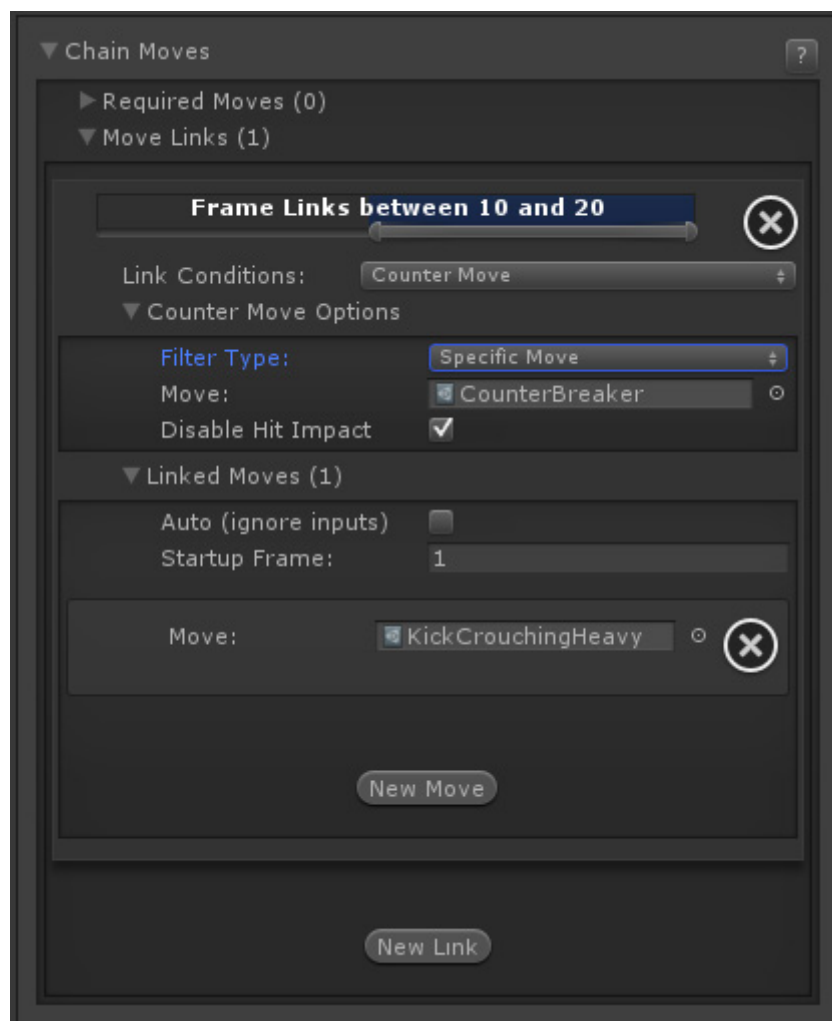 Chain Moves ?
Required Moves (0)
Move Links (1)
Frame Links between 10 and 20
Link Conditions: Counter Move
Counter Move Options
Filter Type: Specific Move
Move: CounterBreaker
Disable Hit Impact
Linked Moves (1)
Auto (ignore inputs)
Startup Frame: 1
Move: KickCrouchingHeavy
New Move
New Link